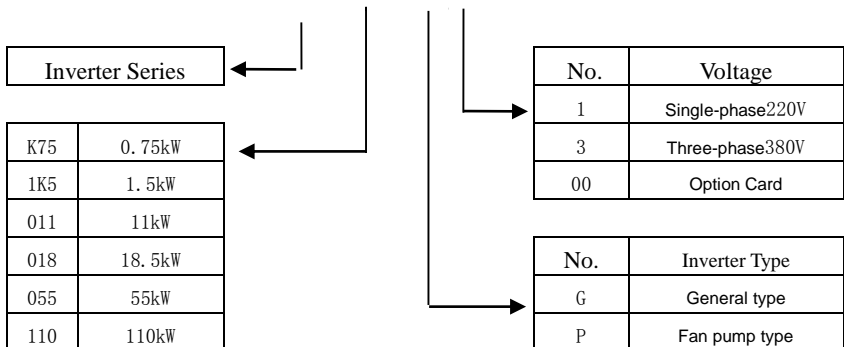 Inverter Series
K75 0.75kW
1K5 1.5kW
011 11kW
018 18.5kW
055 55kW
110 110kW
No. Voltage
1 Single-phase220V
3 Three-phase380V
00 Option Card
No. Inverter Type
G General type
P Fan pump type